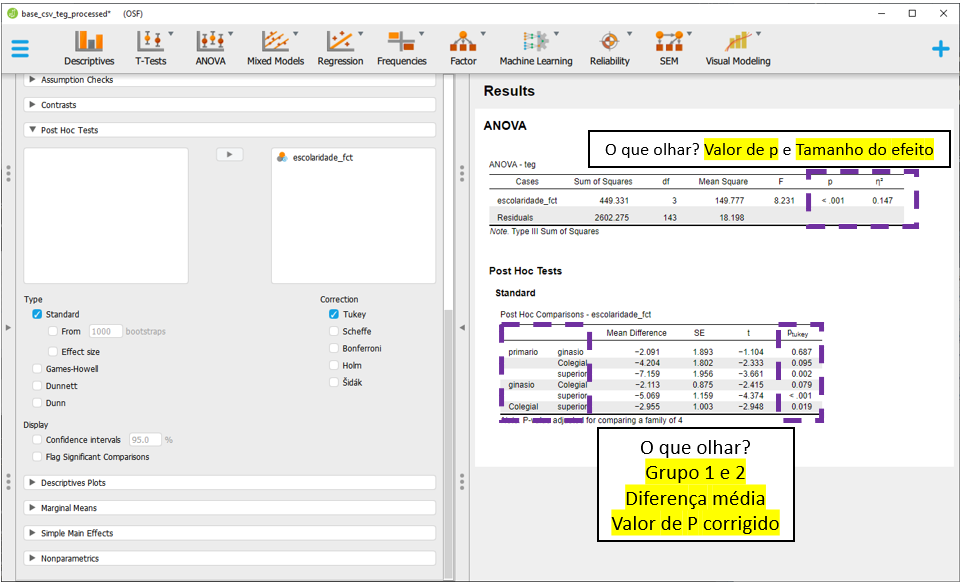 base_csv_teg_processed* (OSF)
Descriptives T-Tests ANOVA Mixed Models Regression Frequencies Factor Machine Learning Reliability SEM Visual Modeling
Assumption Checks
Contrasts
Post Hoc Tests
escolaridade_fct
Type
Standard
From 1000 bootstraps
Effect size
Games-Howell
Dunnett
Dunn
Correction
Tukey
Scheffe
Bonferroni
Holm
Šidák
Display
Confidence intervals 95.0 %
Flag Significant Comparisons
Descriptives Plots
Marginal Means
Simple Main Effects
Nonparametrics
Results
ANOVA
O que olhar? Valor de p e Tamanho do efeito
ANOVA - teg
Cases Sum of Squares df Mean Square F p η²
escolaridade_fct 449.331 3 149.777 8.231 < .001 0.147
Residuals 2602.275 143 18.198
Note. Type III Sum of Squares
Post Hoc Tests
Standard
Post Hoc Comparisons - escolaridade_fct
Mean Difference SE t ptukey
primario ginasio −2.091 1.893 −1.104 0.687
Colegial −4.204 1.802 −2.333 0.095
superior −7.159 1.956 −3.661 0.002
ginasio Colegial −2.113 0.875 −2.415 0.079
superior −5.069 1.159 −4.374 < .001
Colegial superior −2.955 1.003 −2.948 0.019
adjusted for comparing a family of 4
O que olhar?
Grupo 1 e 2
Diferença média
Valor de P corrigido